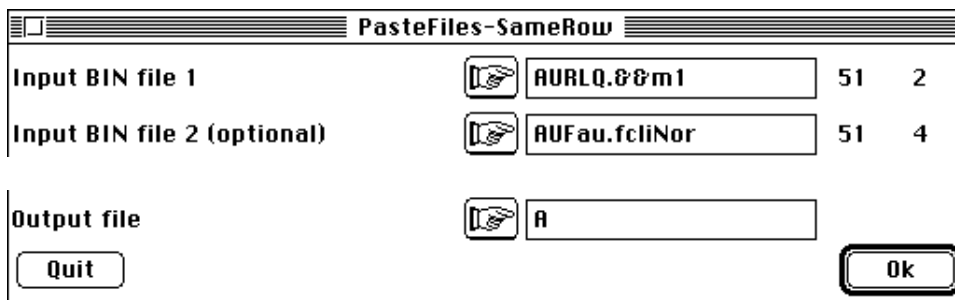 PasteFiles-SameRow
Input BIN file 1 AURLQ.&&m1 51 2
Input BIN file 2 (optional) AUFau.fcliNor 51 4
Output file A
Quit Ok